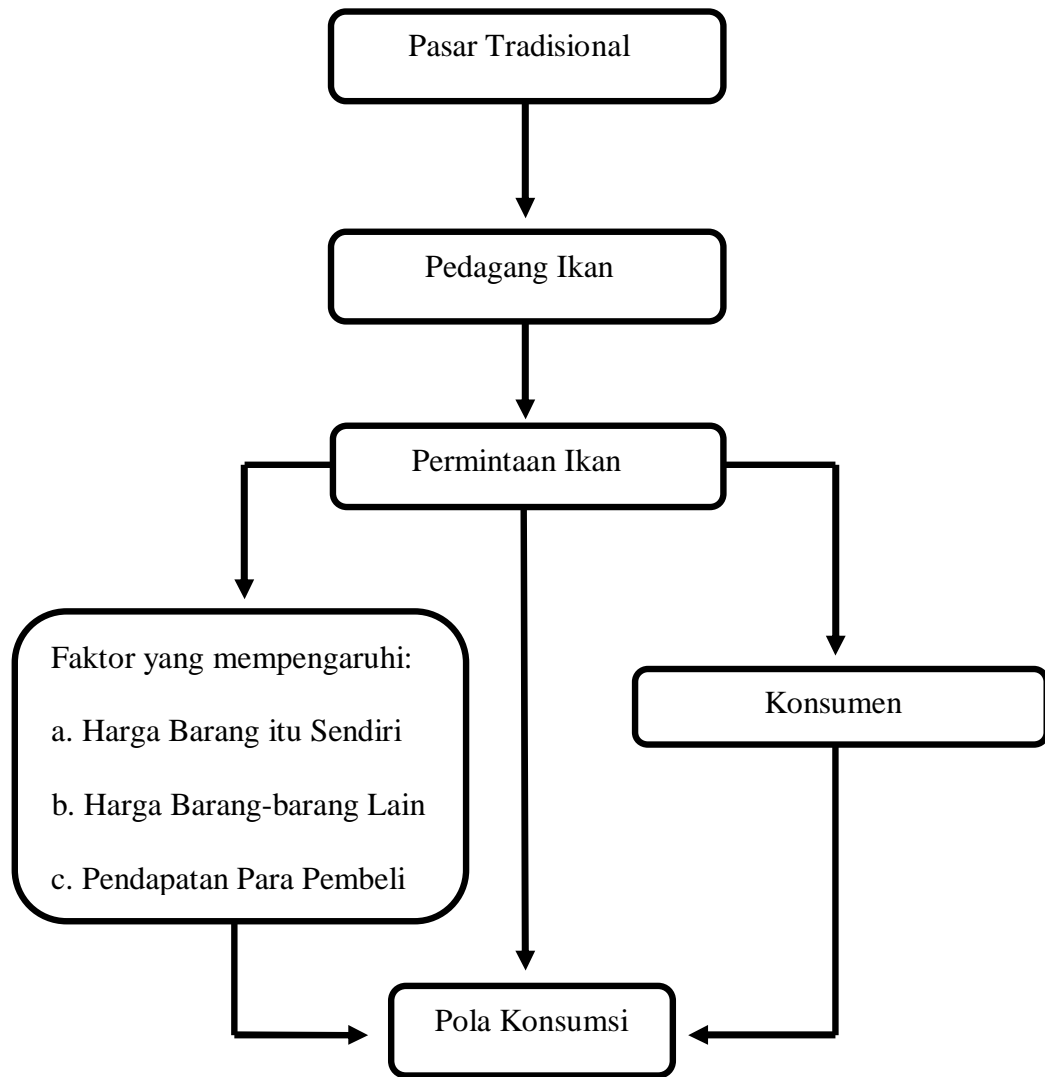 Pasar Tradisional
Pedagang Ikan
Permintaan Ikan
Faktor yang mempengaruhi:
a. Harga Barang itu Sendiri
b. Harga Barang-barang Lain
c. Pendapatan Para Pembeli
Konsumen
Pola Konsumsi